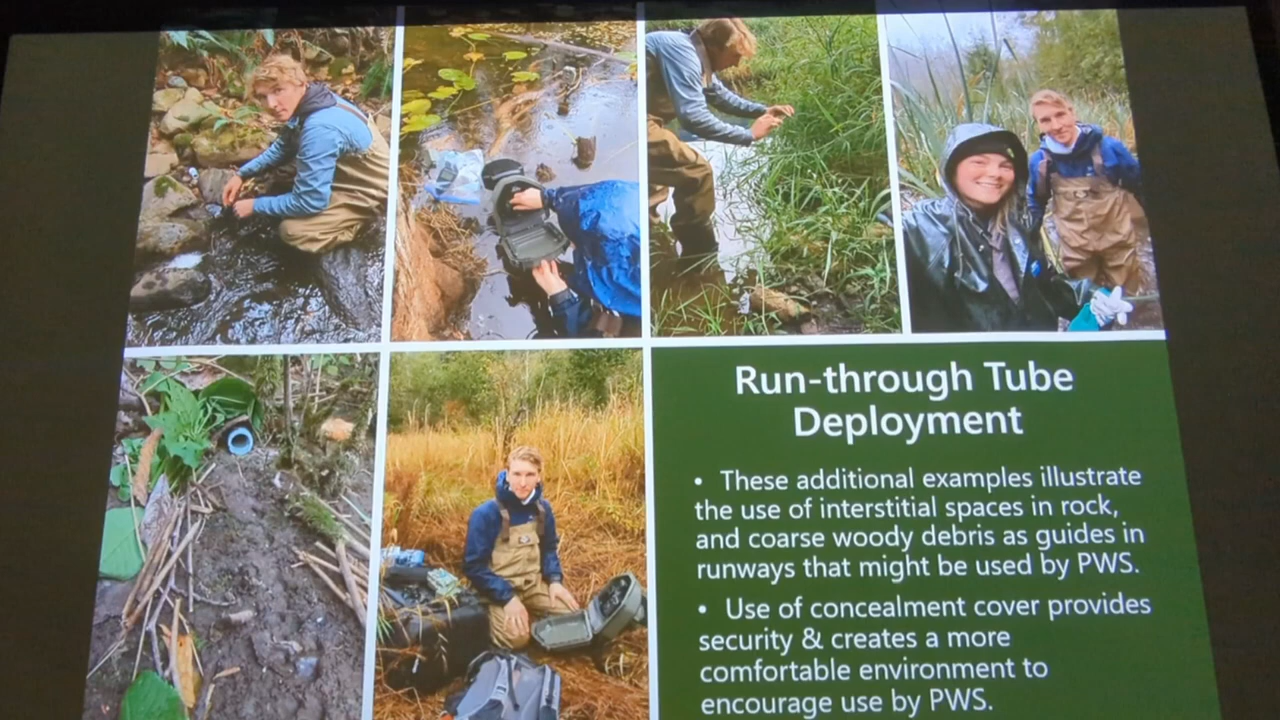 Run-through Tube
Deployment
• These additional examples illustrate
the use of interstitial spaces in rock,
and coarse woody debris as guides in
runways that might be used by PWS.
• Use of concealment cover provides
security & creates a more
comfortable environment to
encourage use by PWS.